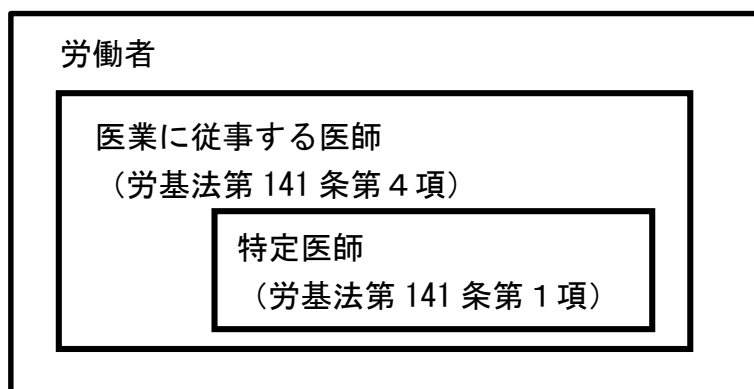 労働者
医業に従事する医師
（労基法第 141 条第４項）
特定医師
（労基法第 141 条第１項）